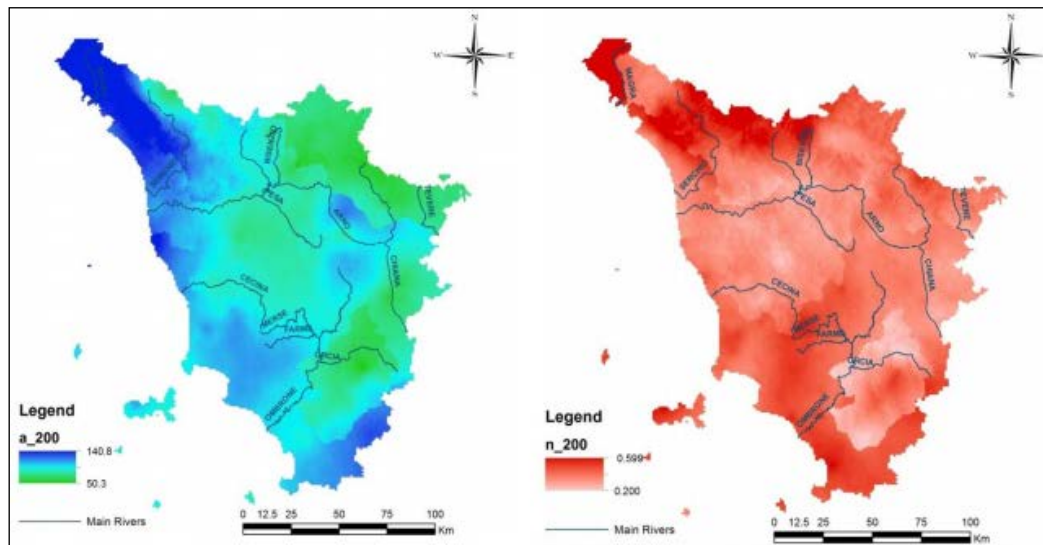 N
W E
S
BISENZIO
PESA
ARNO
TEVERE
CHIANA
CECINA
MERSE
FARMA
ORCIA
OMBRONE
Legend
a_200
140.8
50.3
Main Rivers
0 12.5 25 50 75 100
Km
N
W E
S
MAGRA
SERCHIO
BISENZIO
PESA
ARNO
TEVERE
CHIANA
CECINA
MERSE
FARMA
ORCIA
OMBRONE
Legend
n_200
0.599
0.200
Main Rivers
0 12.5 25 50 75 100
Km